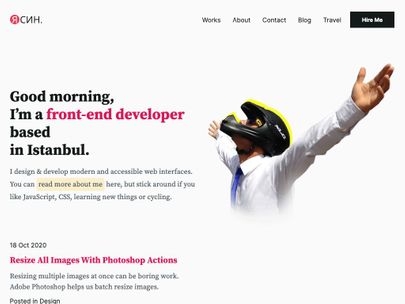 ЯСИН.
Works About Contact Blog Travel Hire Me
Good morning,
I'm a front-end developer
based
in Istanbul.
I design & develop modern and accessible web interfaces.
You can read more about me here, but stick around if you
like JavaScript, CSS, learning new things or cycling.
18 Oct 2020
Resize All Images With Photoshop Actions
Resizing multiple images at once can be boring work.
Adobe Photoshop helps us batch resize images.
Posted in Design